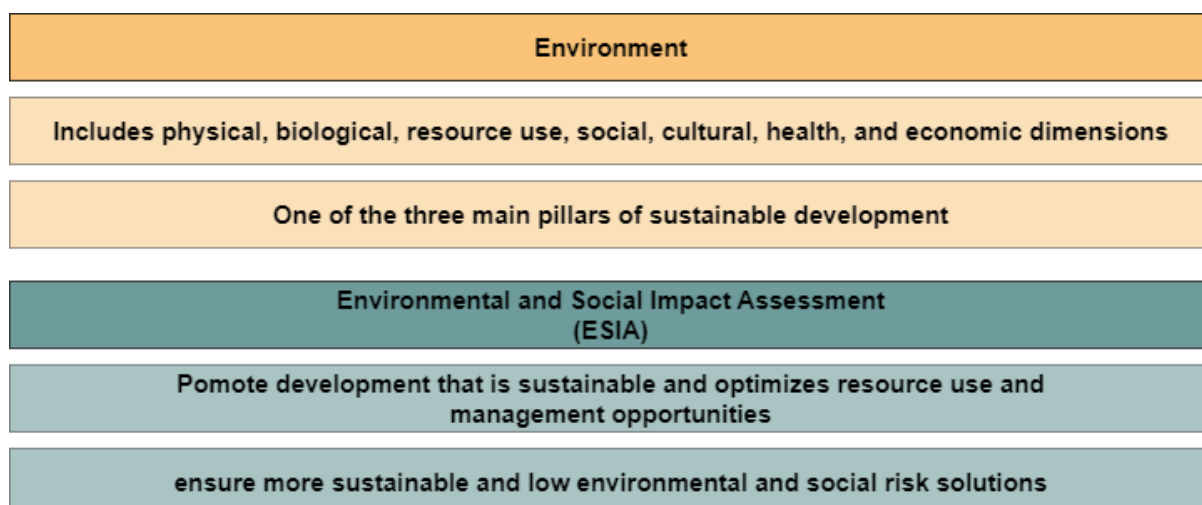 Environment
Includes physical, biological, resource use, social, cultural, health, and economic dimensions
One of the three main pillars of sustainable development
Environmental and Social Impact Assessment
(ESIA)
Pomote development that is sustainable and optimizes resource use and
management opportunities
ensure more sustainable and low environmental and social risk solutions